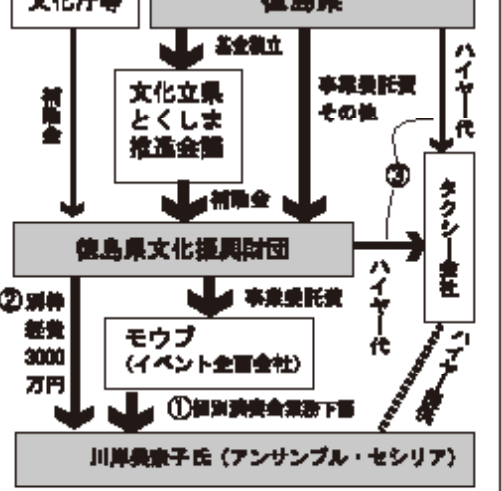 文化庁等
徳島県
基金積立
ハイヤー代
補助金
文化立県
とくしま
推進会議
事業委託費
その他
③
補助金
タクシー会社
徳島県文化振興財団
②別枠
経費
3000
万円
事業委託費
ハイヤー代
モウブ
(イベント企画会社)
①個別演奏会業務下請
川岸美奈子氏(アンサンブル・セシリア)